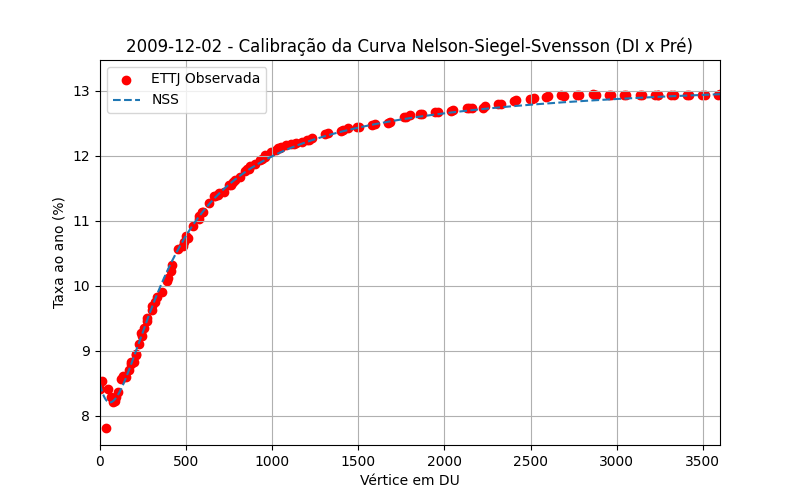 2009-12-02 - Calibração da Curva Nelson-Siegel-Svensson (DI x Pré)
ETTJ Observada
NSS
Taxa ao ano (%)
13
12
11
10
9
8
0 500 1000 1500 2000 2500 3000 3500
Vértice em DU